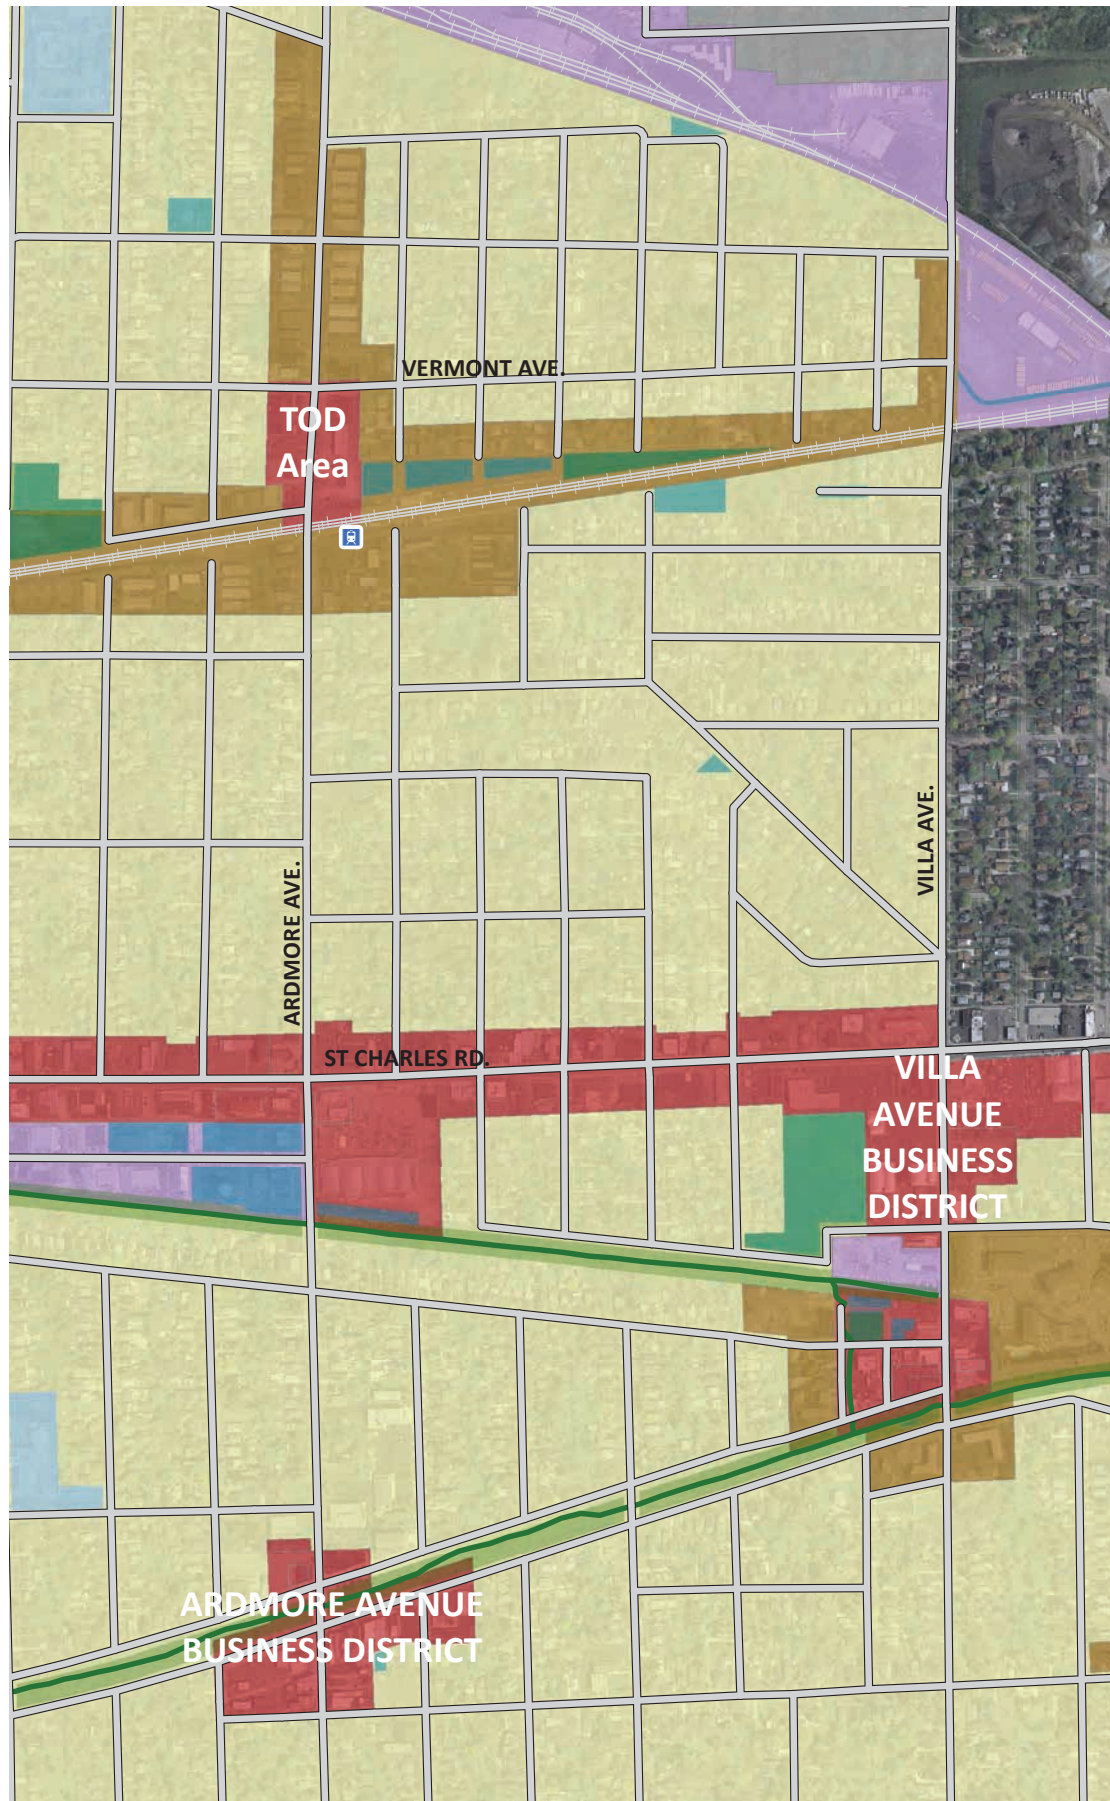 VERMONT AVE.
TOD
Area
VILLA AVE.
ARDMORE AVE.
ST CHARLES RD.
VILLA
AVENUE
BUSINESS
DISTRICT
ARDMORE AVENUE
BUSINESS DISTRICT